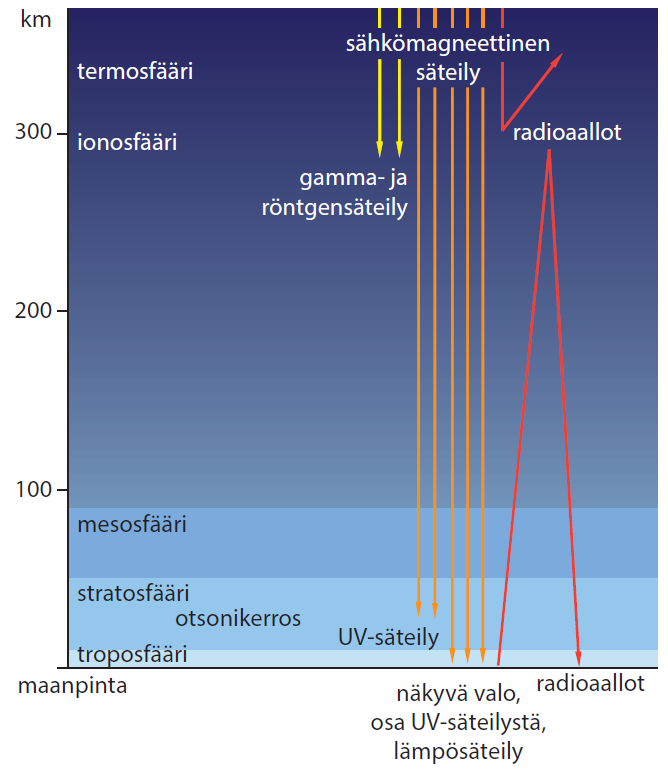 km
sähkömagneettinen
säteily
termosfääri
300
ionosfääri
radioaallot
gamma- ja
röntgensäteily
200
100
mesosfääri
stratosfääri
otsonikerros
UV-säteily
troposfääri
maanpinta
radioaallot
näkyvä valo,
osa UV-säteilystä,
lämpösäteily